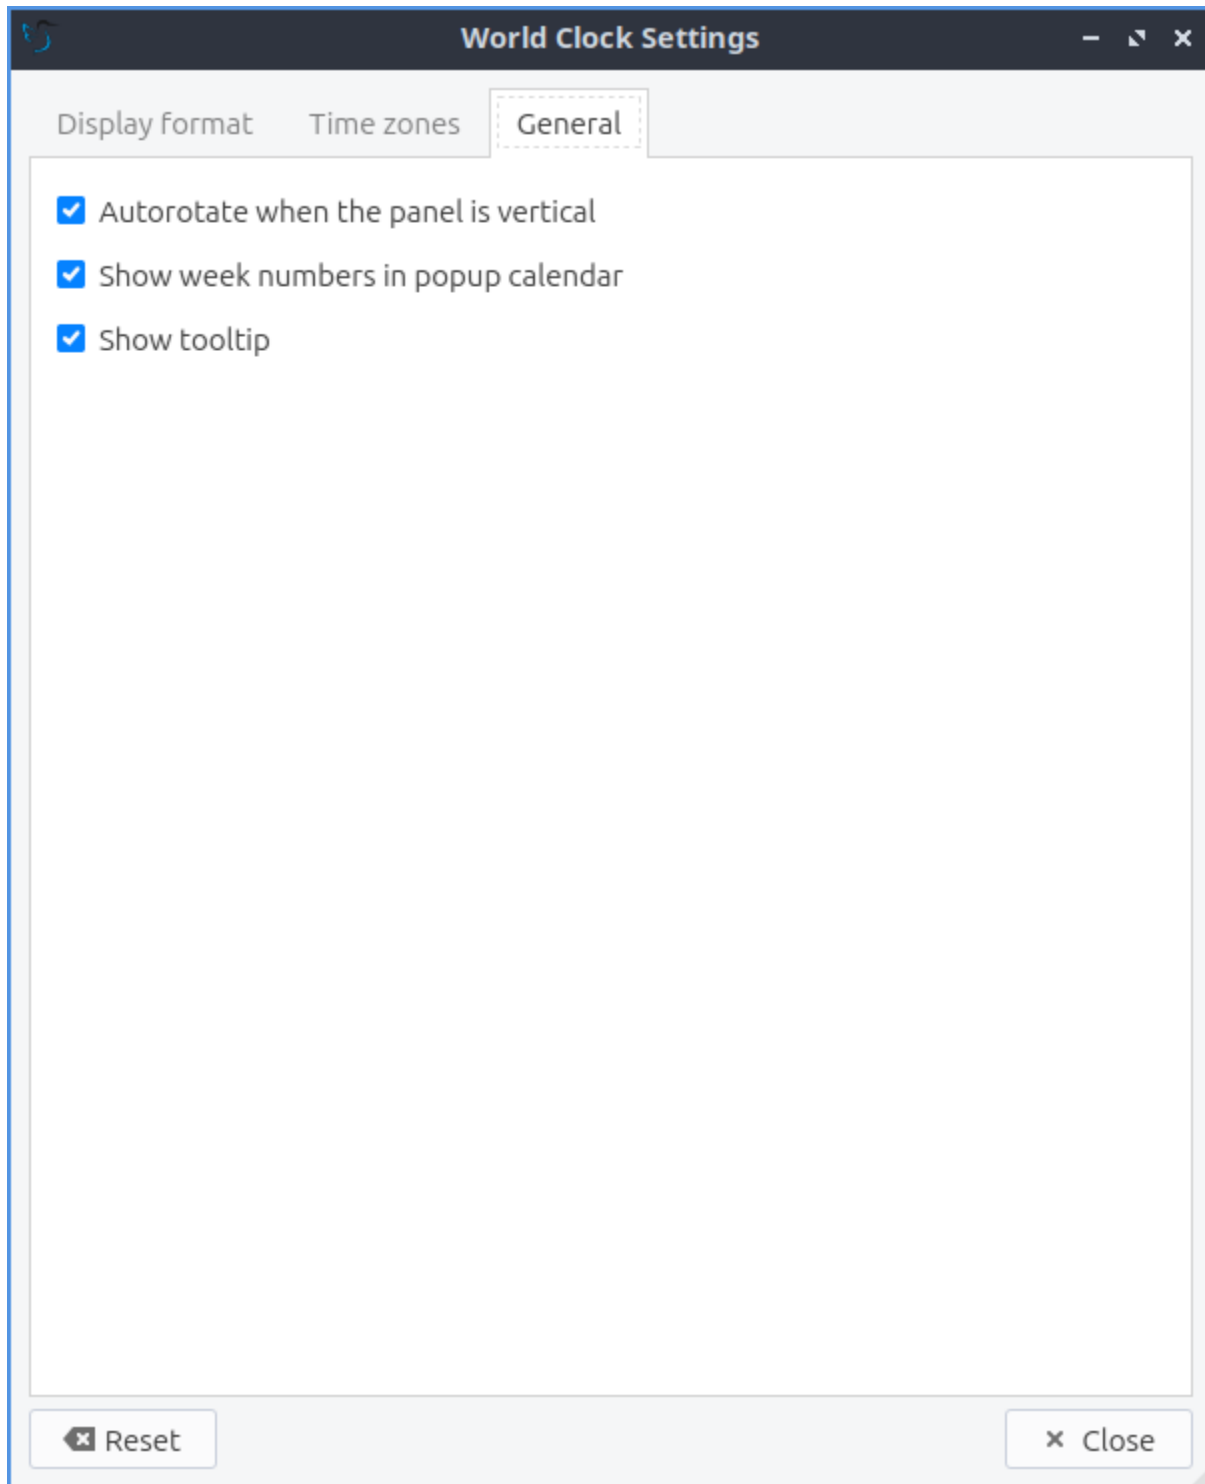 World Clock Settings
Display format Time zones General
Autorotate when the panel is vertical
Show week numbers in popup calendar
Show tooltip
Reset Close